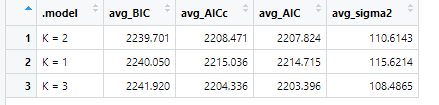 .model avg_BIC avg_AICc avg_AIC avg_sigma2
1 K = 2 2239.701 2208.471 2207.824 110.6143
2 K = 1 2240.050 2215.036 2214.715 115.6214
3 K = 3 2241.920 2204.336 2203.396 108.4865